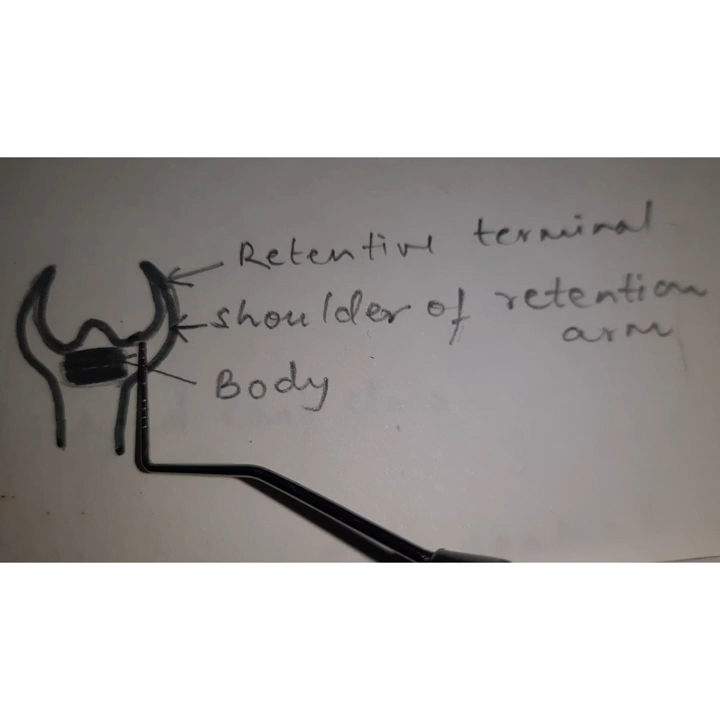 Retentive terminal
shoulder of retention
arm
Body